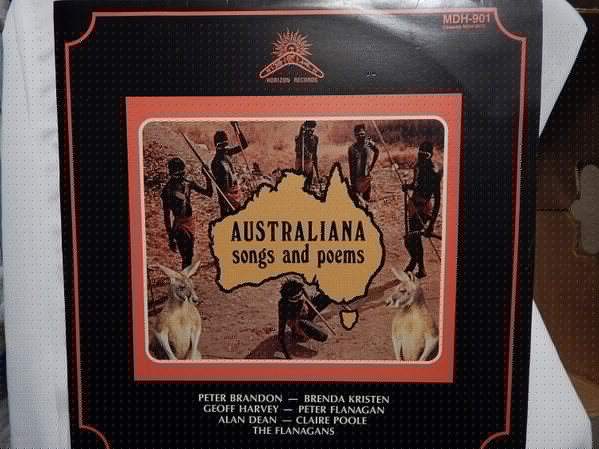 MDH-901
Cassette MDH-901C
HORIZON RECORDS
AUSTRALIANA
songs and poems
PETER BRANDON — BRENDA KRISTEN
GEOFF HARVEY — PETER FLANAGAN
ALAN DEAN — CLAIRE POOLE
THE FLANAGANS